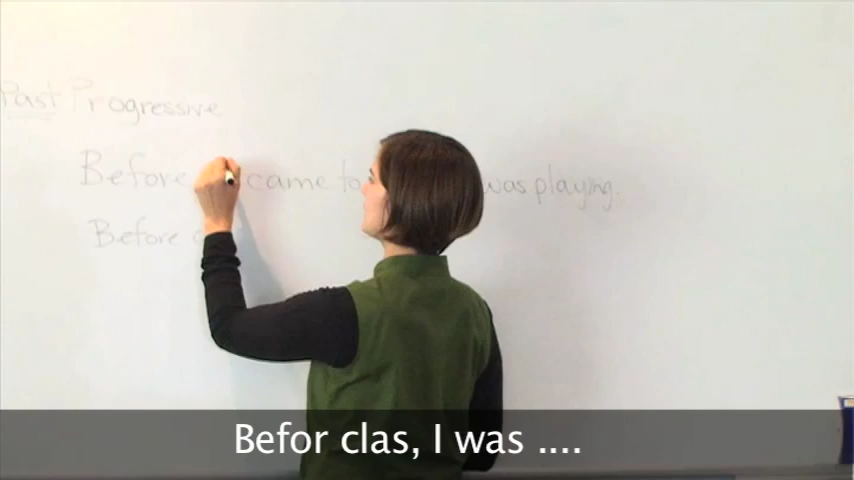 Past Progressive
Before came to was playing.
Before
Befor clas, I was ....